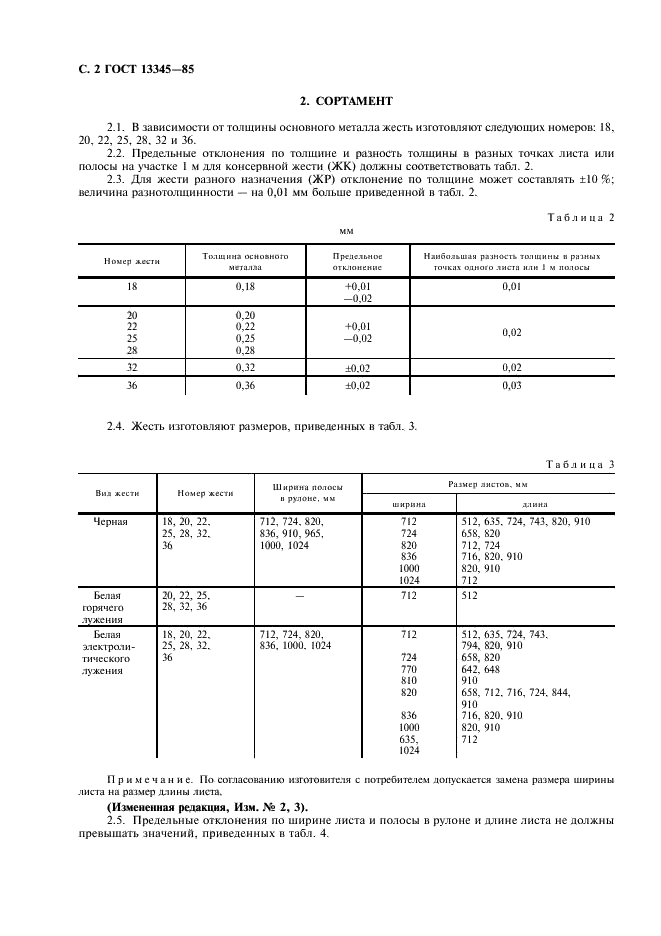 С. 2 ГОСТ 13345—85
2. СОРТАМЕНТ
2.1. В зависимости от толщины основного металла жесть изготовляют следующих номеров: 18,
20, 22, 25, 28, 32 и 36.
2.2. Предельные отклонения по толщине и разность толщины в разных точках листа или
полосы на участке 1 м для консервной жести (ЖК) должны соответствовать табл. 2.
2.3. Для жести разного назначения (ЖР) отклонение по толщине может составлять ±10 %;
величина разнотолщинности — на 0,01 мм больше приведенной в табл. 2.
Таблица 2
мм
Номер жести | Толщина основного металла | Предельное отклонение | Наибольшая разность толщины в разных точках одного листа или 1 м полосы
18 | 0,18 | +0,01 | 0,01
—0,02
20 | 0,20
22 | 0,22 | +0,01 | 0,02
25 | 0,25 | —0,02
28 | 0,28
32 | 0,32 | ±0,02 | 0,02
36 | 0,36 | ±0,02 | 0,03
2.4. Жесть изготовляют размеров, приведенных в табл. 3.
Таблица 3
Вид жести | Номер жести | Ширина полосы в рулоне, мм | Размер листов, мм
ширина | длина
Черная | 18, 20, 22, | 712, 724, 820, | 712 | 512, 635, 724, 743, 820, 910
25, 28, 32, | 836, 910, 965, | 724 | 658, 820
36 | 1000, 1024 | 820 | 712, 724
836 | 716, 820, 910
1000 | 820, 910
1024 | 712
Белая | 20, 22, 25, | — | 712 | 512
горячего | 28, 32, 36
лужения
Белая | 18, 20, 22, | 712, 724, 820, | 712 | 512, 635, 724, 743,
электроли- | 25, 28, 32, | 836, 1000, 1024 | 794, 820, 910
тического | 36 | 724 | 658, 820
лужения | 770 | 642, 648
810 | 910
820 | 658, 712, 716, 724, 844,
910
836 | 716, 820, 910
1000 | 820, 910
635, | 712
1024
Примечание. По согласованию изготовителя с потребителем допускается замена размера ширины
листа на размер длины листа.
(Измененная редакция, Изм. № 2, 3).
2.5. Предельные отклонения по ширине листа и полосы в рулоне и длине листа не должны
превышать значений, приведенных в табл. 4.